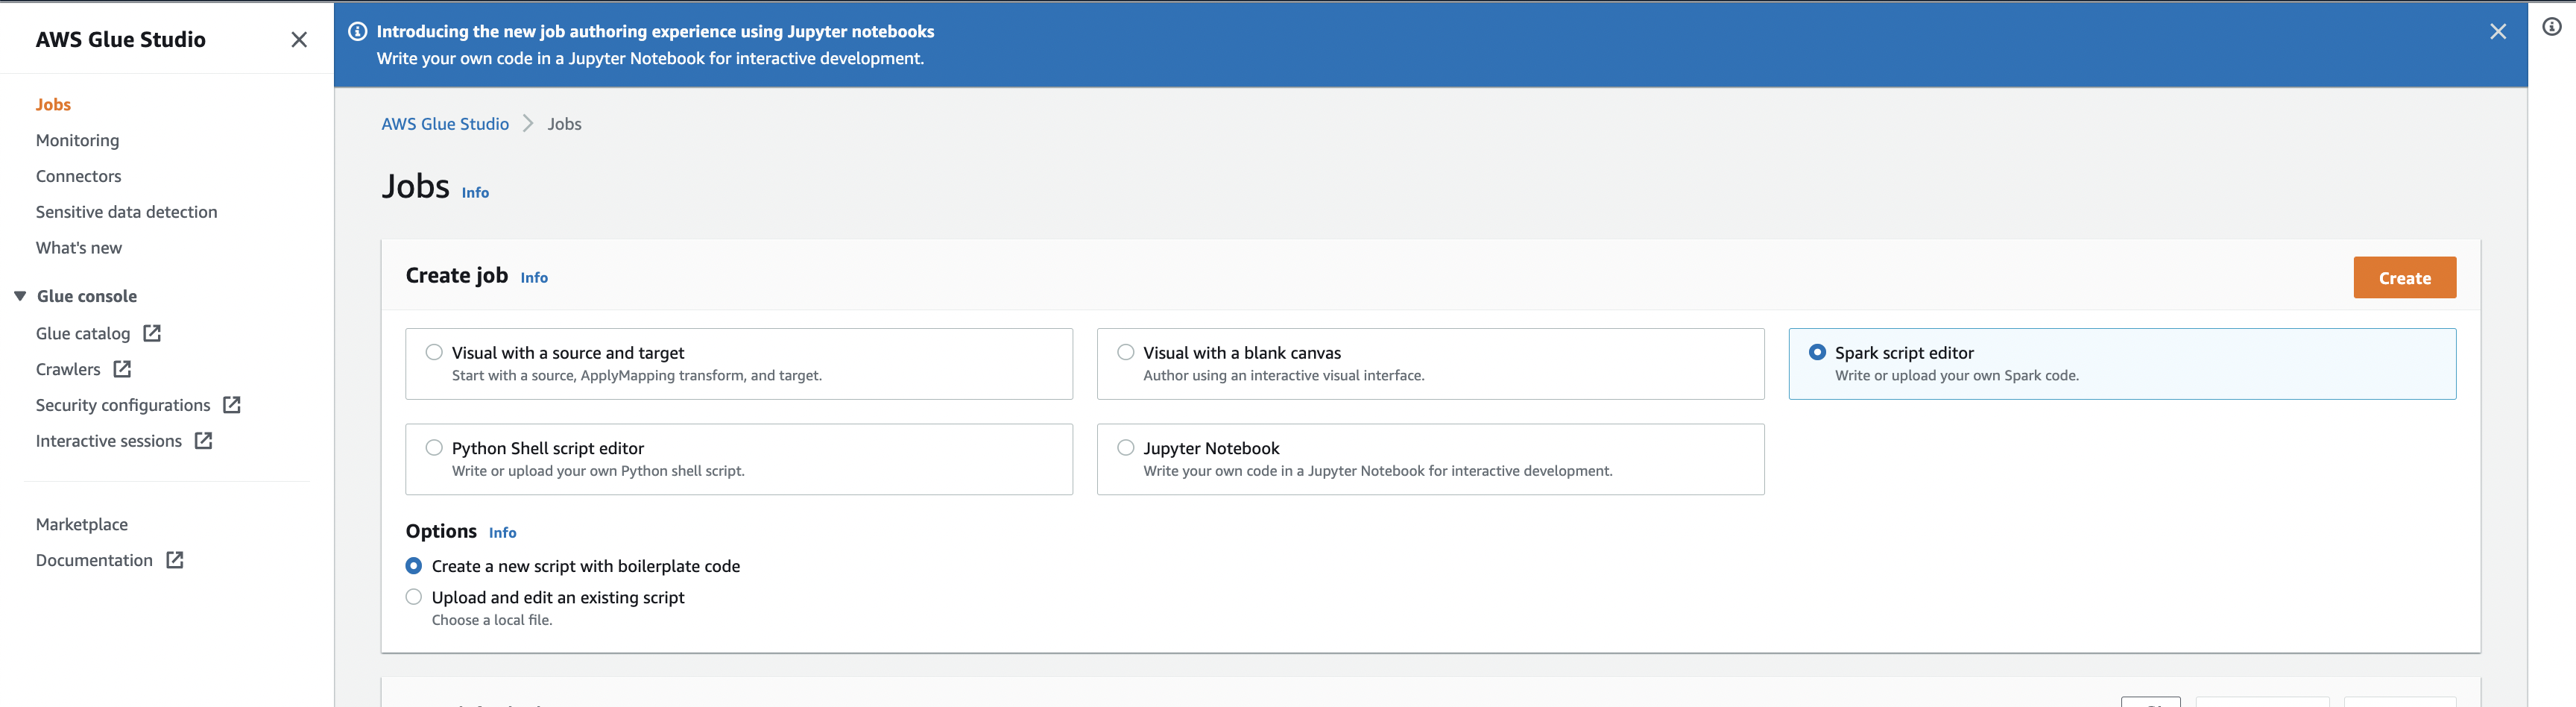 AWS Glue Studio
Jobs
Monitoring
Connectors
Sensitive data detection
What's new
Glue console
Glue catalog
Crawlers
Security configurations
Interactive sessions
Marketplace
Documentation
Introducing the new job authoring experience using Jupyter notebooks
Write your own code in a Jupyter Notebook for interactive development.
AWS Glue Studio Jobs
Jobs Info
Create job Info
Create
Visual with a source and target
Start with a source, ApplyMapping transform, and target.
Visual with a blank canvas
Author using an interactive visual interface.
Spark script editor
Write or upload your own Spark code.
Python Shell script editor
Write or upload your own Python shell script.
Jupyter Notebook
Write your own code in a Jupyter Notebook for interactive development.
Options Info
Create a new script with boilerplate code
Upload and edit an existing script
Choose a local file.